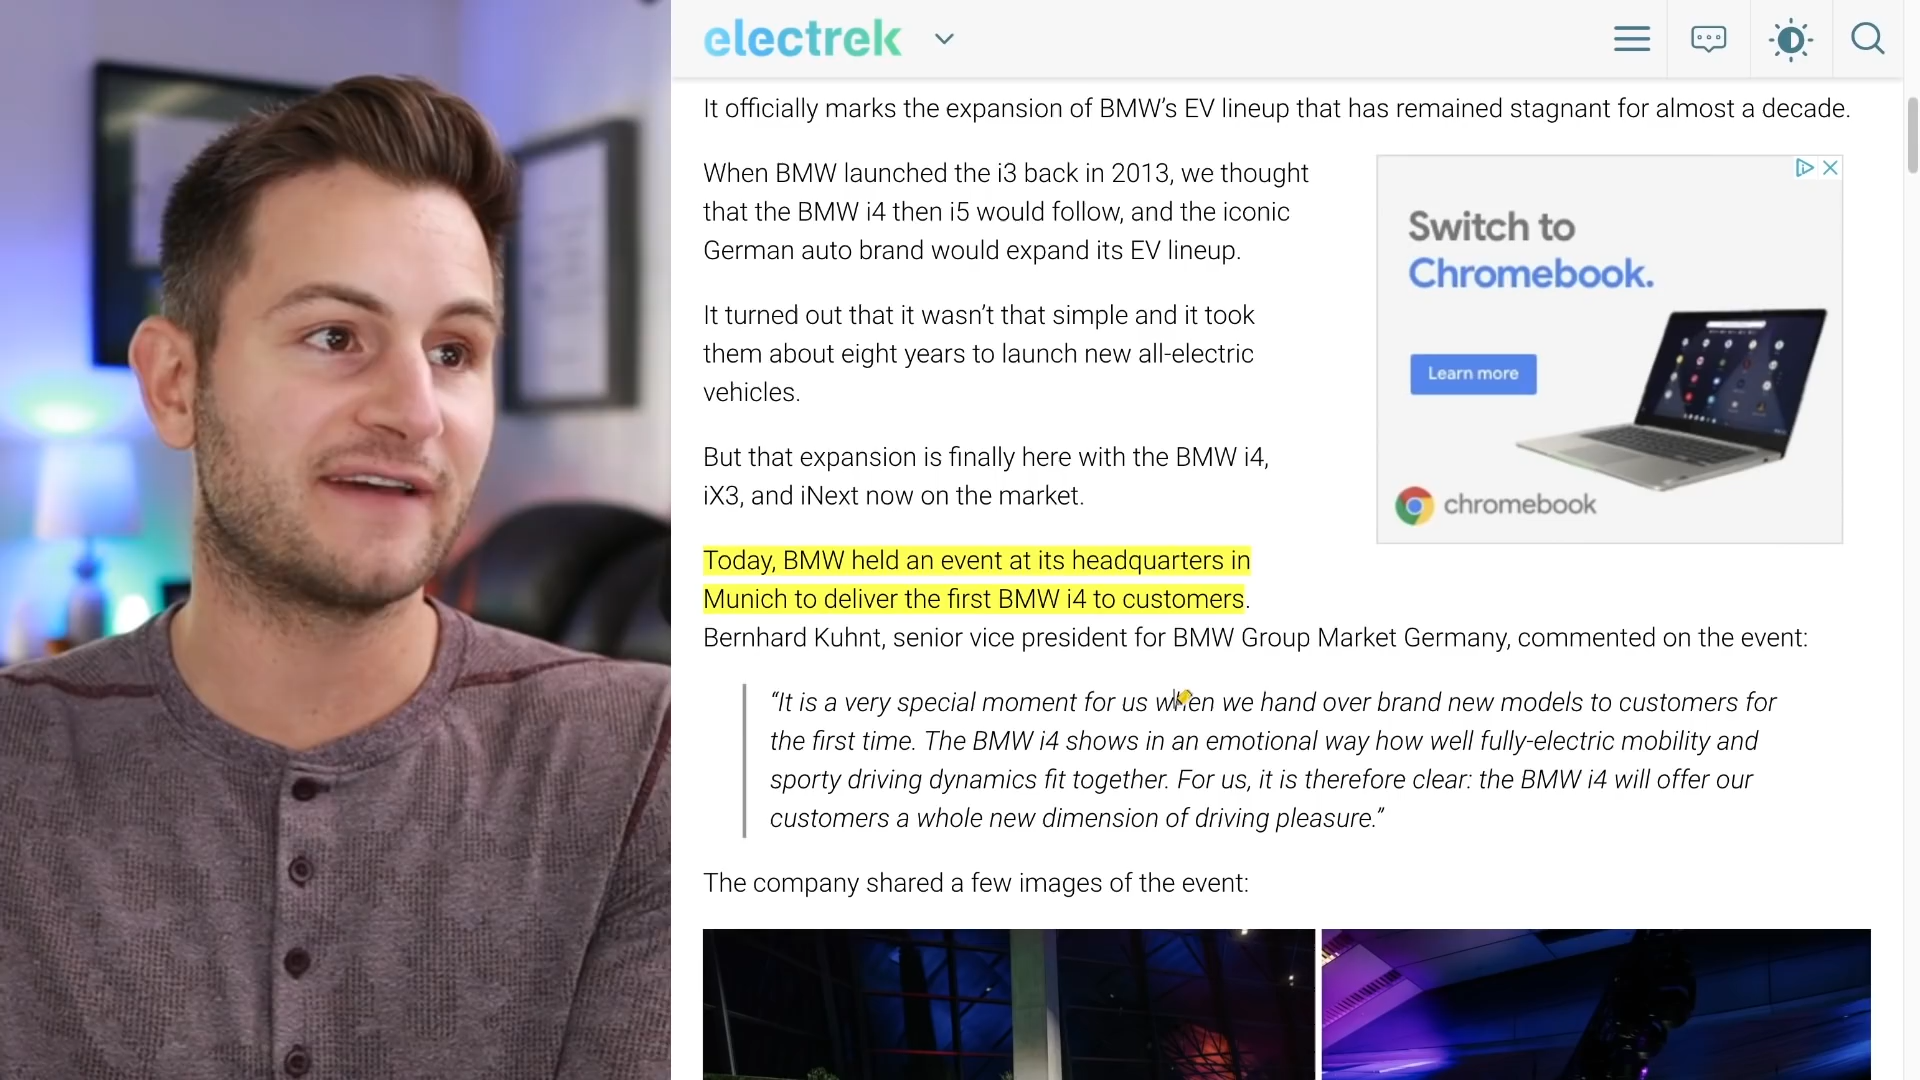 electrek
It officially marks the expansion of BMW’s EV lineup that has remained stagnant for almost a decade.
When BMW launched the i3 back in 2013, we thought
that the BMW i4 then i5 would follow, and the iconic
German auto brand would expand its EV lineup.
It turned out that it wasn’t that simple and it took
them about eight years to launch new all-electric
vehicles.
But that expansion is finally here with the BMW i4,
iX3, and iNext now on the market.
Switch to
Chromebook.
Learn more
chromebook
Today, BMW held an event at its headquarters in
Munich to deliver the first BMW i4 to customers.
Bernhard Kuhnt, senior vice president for BMW Group Market Germany, commented on the event:
“It is a very special moment for us when we hand over brand new models to customers for
the first time. The BMW i4 shows in an emotional way how well fully-electric mobility and
sporty driving dynamics fit together. For us, it is therefore clear: the BMW i4 will offer our
customers a whole new dimension of driving pleasure.”
The company shared a few images of the event: